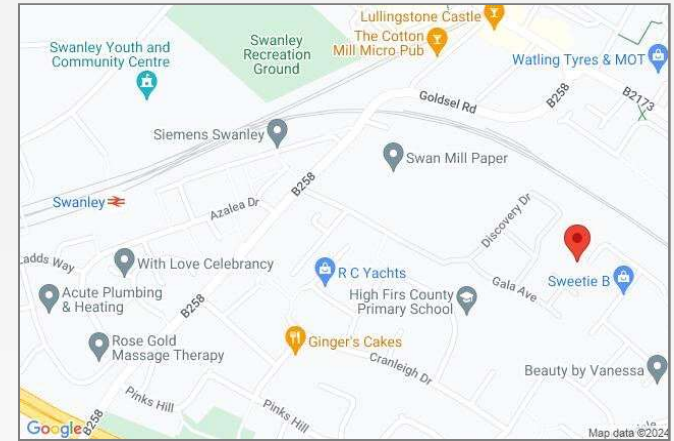 Lullingstone Castle
The Cotton
Mill Micro Pub
Swanley Youth and
Community Centre
Swanley
Recreation
Ground
Watling Tyres & MOT
Goldsel Rd
B258
B2173
Siemens Swanley
Swan Mill Paper
B258
Swanley
Azalea Dr
Discovery Dr
adds Way
With Love Celebrancy
R C Yachts
Sweetie B
Gala Ave
Acute Plumbing
& Heating
High Firs County
Primary School
B258
Rose Gold
Massage Therapy
Ginger's Cakes
Cranleigh Dr
Beauty by Vanessa
Pinks Hill
Pinks Hill
B258
Google
Map data ©2024